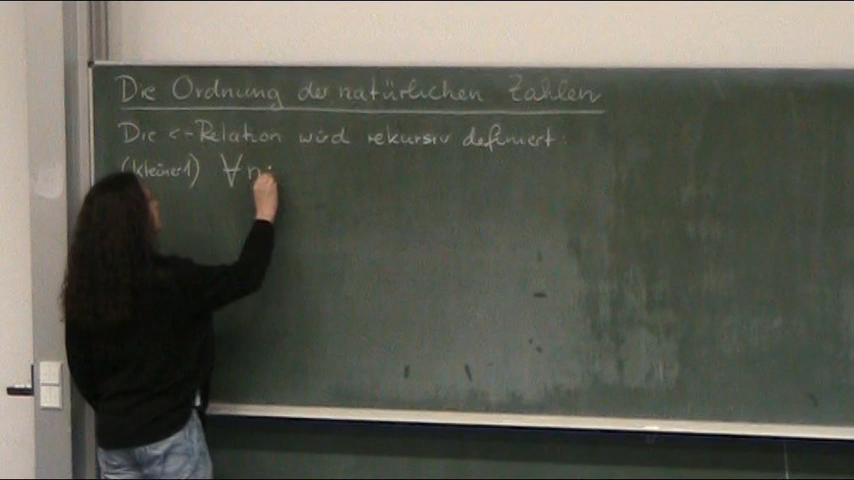 Die Ordnung der natürlichen Zahlen
Die <-Relation wird rekursiv definiert:
(kleiner1) ∀ n: